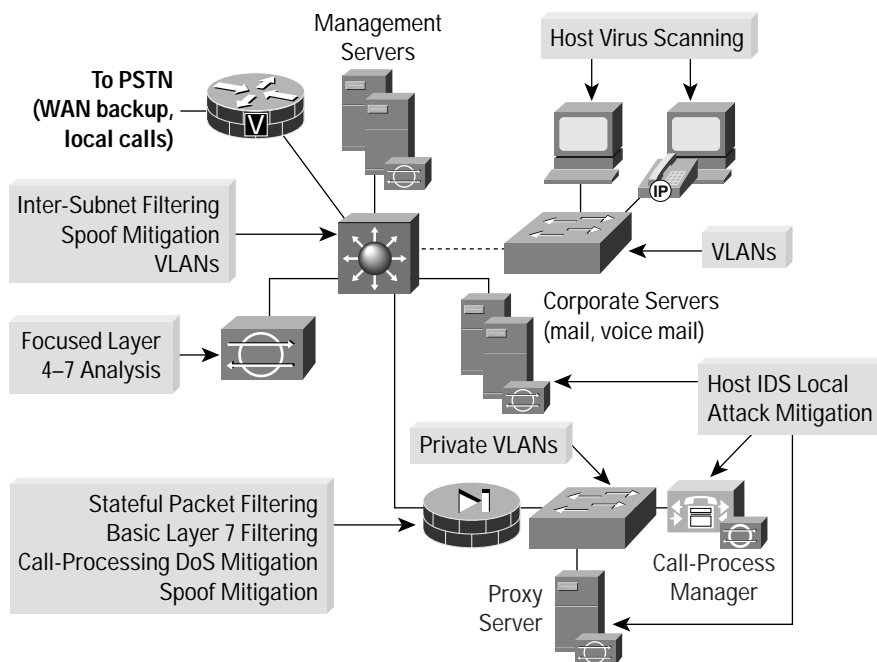 Management
Servers
Host Virus Scanning
To PSTN
(WAN backup,
local calls)
V
IP
Inter-Subnet Filtering
Spoof Mitigation
VLANs
VLANs
Corporate Servers
(mail, voice mail)
Focused Layer
4–7 Analysis
Host IDS Local
Attack Mitigation
Private VLANs
Stateful Packet Filtering
Basic Layer 7 Filtering
Call-Processing DoS Mitigation
Spoof Mitigation
Call-Process
Manager
Proxy
Server